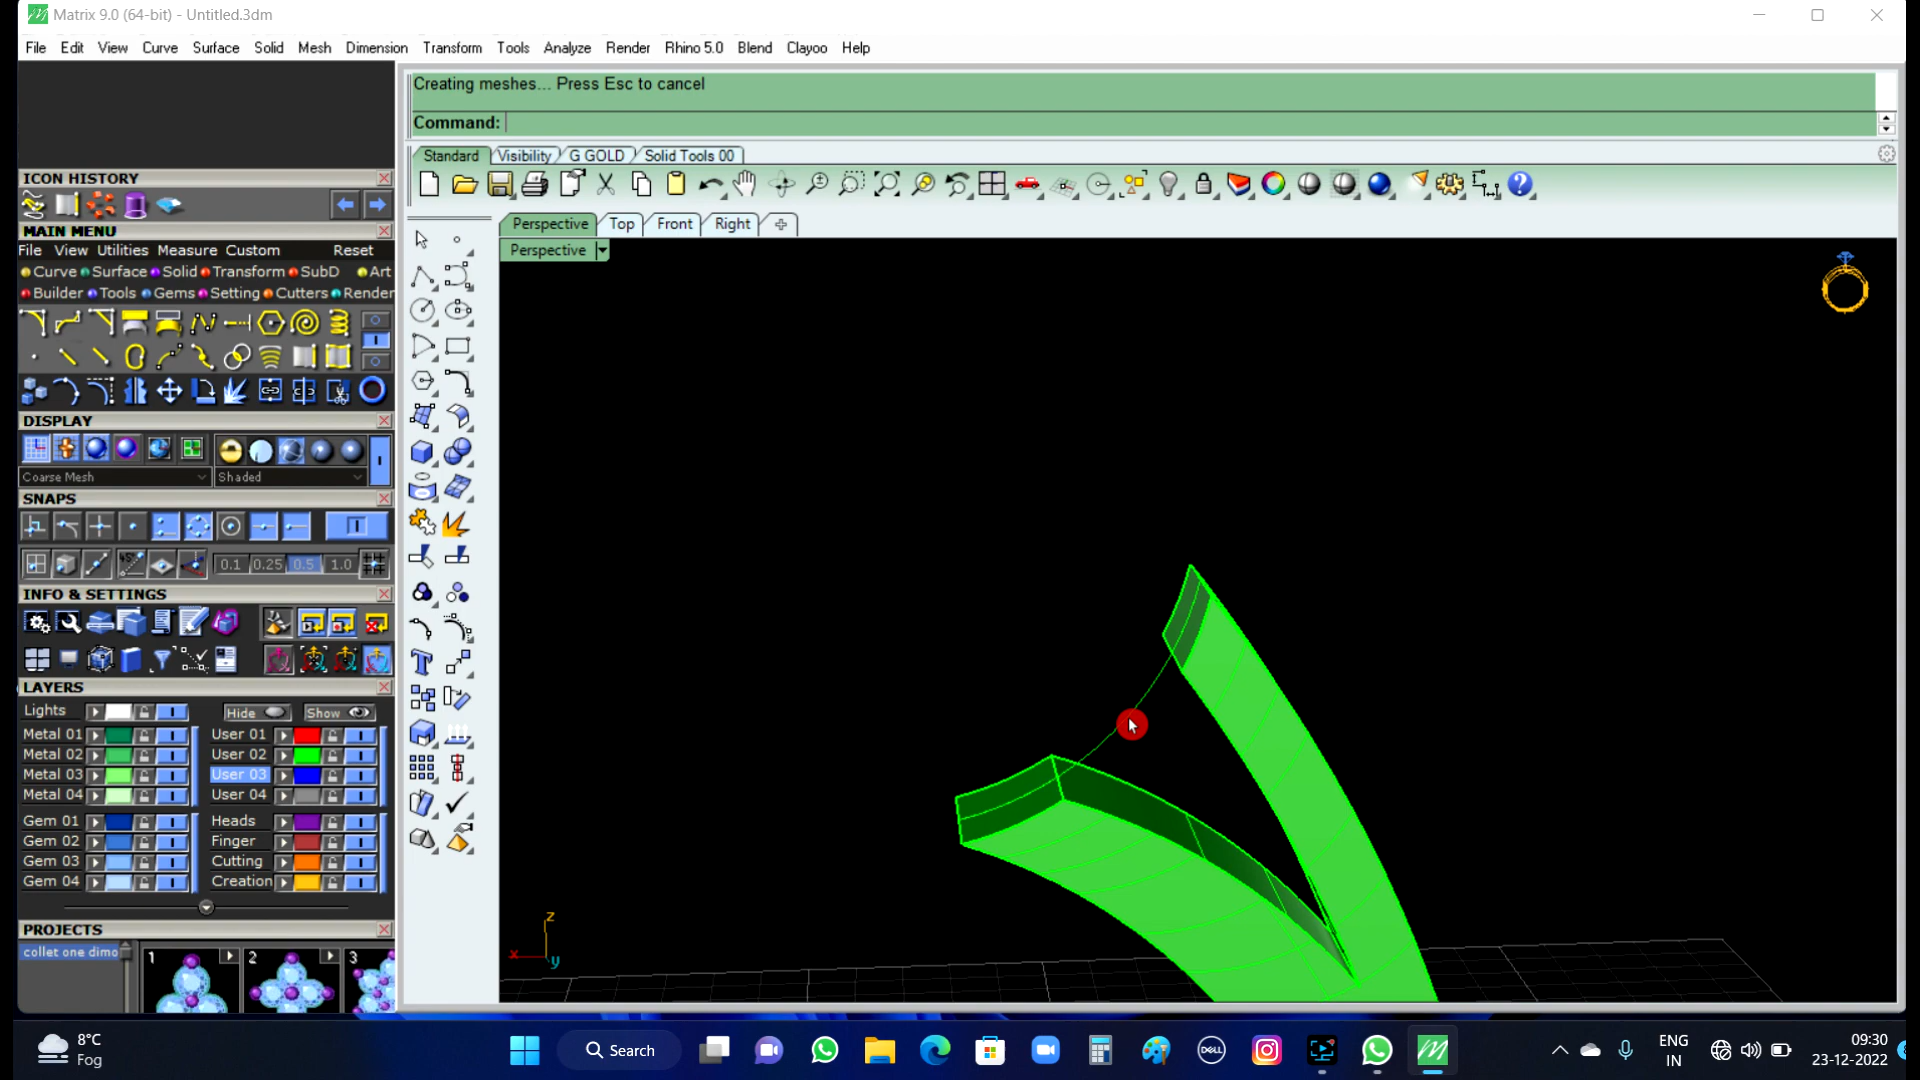 Matrix 9.0 (64-bit) - Untitled.3dm
File Edit View Curve Surface Solid Mesh Dimension Transform Tools Analyze Render Rhino 5.0 Blend Clayoo Help
Creating meshes... Press Esc to cancel
Command:
Standard Visibility G GOLD Solid Tools 00
ICON HISTORY
MAIN MENU
File View Utilities Measure Custom Reset
Curve Surface Solid Transform SubD Art
Builder Tools Gems Setting Cutters Render
DISPLAY
Coarse Mesh Shaded
SNAPS
0.1 0.25 0.5 1.0
INFO & SETTINGS
LAYERS
Lights Hide Show
Metal 01 User 01
Metal 02 User 02
Metal 03 User 03
Metal 04 User 04
Gem 01 Heads
Gem 02 Finger
Gem 03 Cutting
Gem 04 Creation
PROJECTS
collet one dimo
1 2 3
Perspective Top Front Right
Perspective
z
x
y
8°C
Fog
Search
DELL
ENG
IN
09:30
23-12-2022